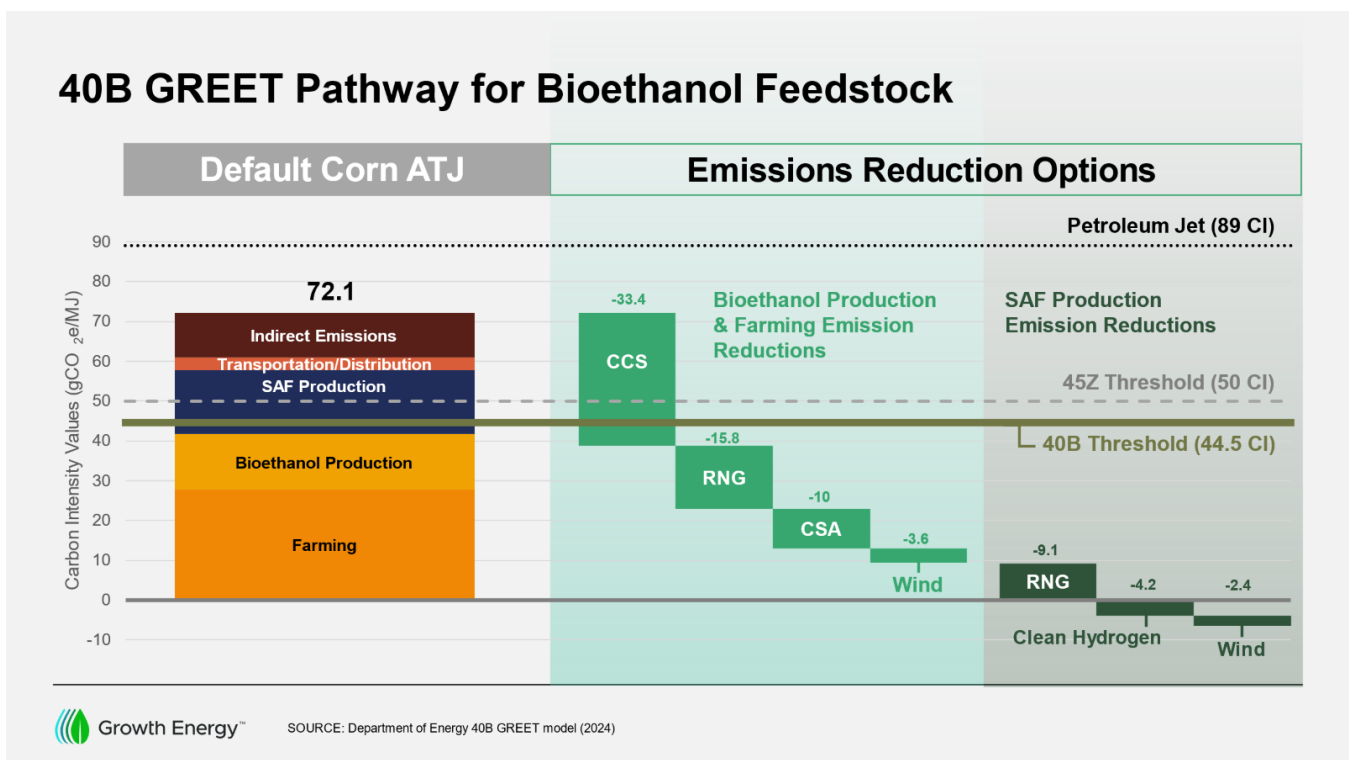 40B GREET Pathway for Bioethanol Feedstock
Default Corn ATJ
Emissions Reduction Options
Carbon Intensity Values (gCO 2e/MJ)
90
80
70
60
50
40
30
20
10
0
-10
Petroleum Jet (89 CI)
72.1
Indirect Emissions
Transportation/Distribution
SAF Production
Bioethanol Production
Farming
-33.4
CCS
-15.8
RNG
-10
CSA
-3.6
Wind
Bioethanol Production
& Farming Emission
Reductions
SAF Production
Emission Reductions
45Z Threshold (50 CI)
40B Threshold (44.5 CI)
-9.1
RNG
-4.2
Clean Hydrogen
-2.4
Wind
Growth Energy™
SOURCE: Department of Energy 40B GREET model (2024)